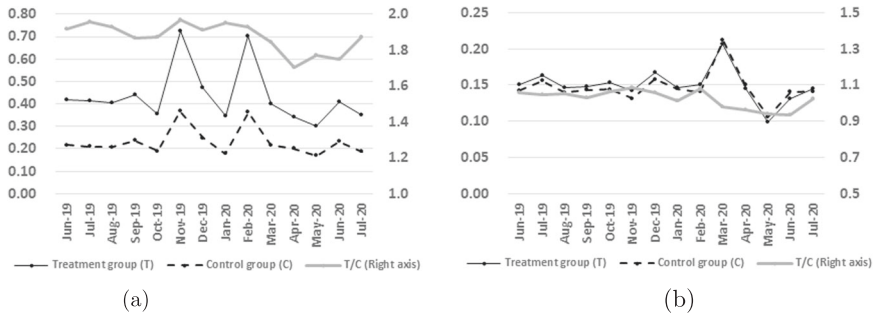 0.80
0.70
0.60
0.50
0.40
0.30
0.20
0.10
0.00
2.0
1.8
1.6
1.4
1.2
1.0
Jun-19
Jul-19
Aug-19
Sep-19
Oct-19
Nov-19
Dec-19
Jan-20
Feb-20
Mar-20
Apr-20
May-20
Jun-20
Jul-20
Treatment group (T) Control group (C) T/C (Right axis)
(a)
0.25
0.20
0.15
0.10
0.05
0.00
1.5
1.3
1.1
0.9
0.7
0.5
Jun-19
Jul-19
Aug-19
Sep-19
Oct-19
Nov-19
Dec-19
Jan-20
Feb-20
Mar-20
Apr-20
May-20
Jun-20
Jul-20
Treatment group (T) Control group (C) T/C (Right axis)
(b)